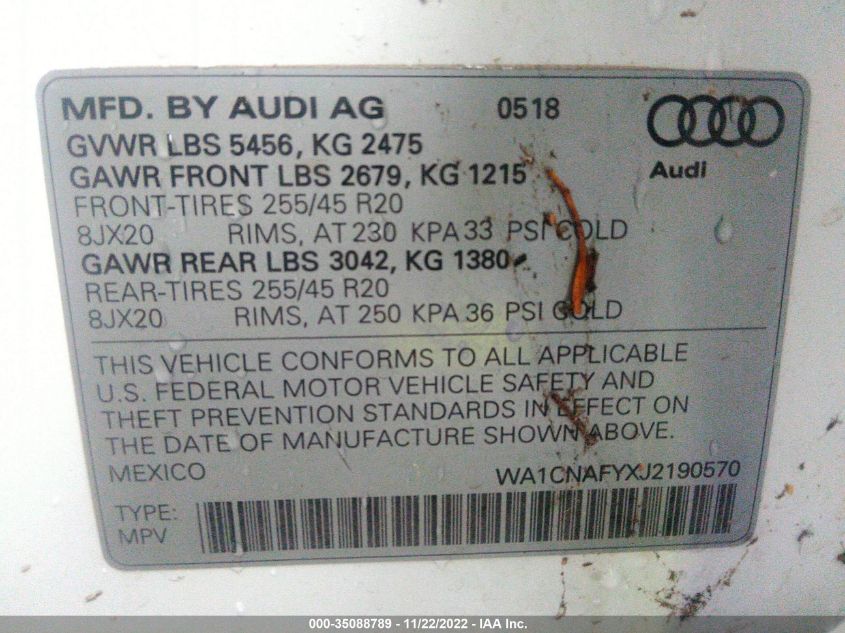 MFD. BY AUDI AG 0518
Audi
GVWR LBS 5456, KG 2475
GAWR FRONT LBS 2679, KG 1215
FRONT-TIRES 255/45 R20
8JX20 RIMS, AT 230 KPA 33 PSI COLD
GAWR REAR LBS 3042, KG 1380
REAR-TIRES 255/45 R20
8JX20 RIMS, AT 250 KPA 36 PSI COLD
THIS VEHICLE CONFORMS TO ALL APPLICABLE
U.S. FEDERAL MOTOR VEHICLE SAFETY AND
THEFT PREVENTION STANDARDS IN EFFECT ON
THE DATE OF MANUFACTURE SHOWN ABOVE.
MEXICO WA1CNAFYXJ2190570
TYPE:
MPV
000-35088789 - 11/22/2022 - IAA Inc.